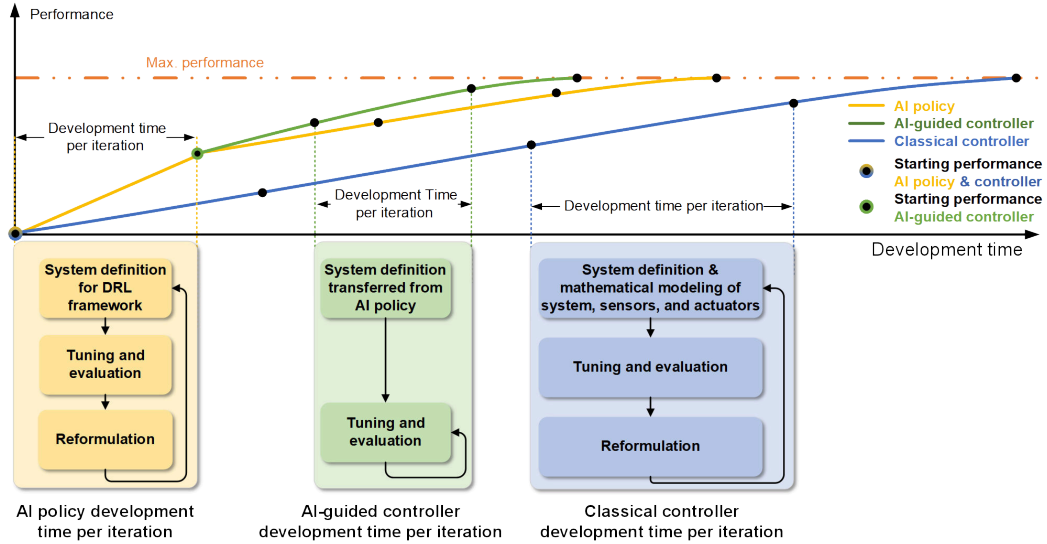 Performance
Max. performance
Development time
per iteration
AI policy
AI-guided controller
Classical controller
Starting performance
AI policy & controller
Starting performance
AI-guided controller
Development Time
per iteration
Development time per iteration
Development time
System definition
for DRL
framework
Tuning and
evaluation
Reformulation
System definition
transferred from
AI policy
Tuning and
evaluation
System definition &
mathematical modeling of
system, sensors, and actuators
Tuning and evaluation
Reformulation
AI policy development
time per iteration
AI-guided controller
development time per iteration
Classical controller
development time per iteration